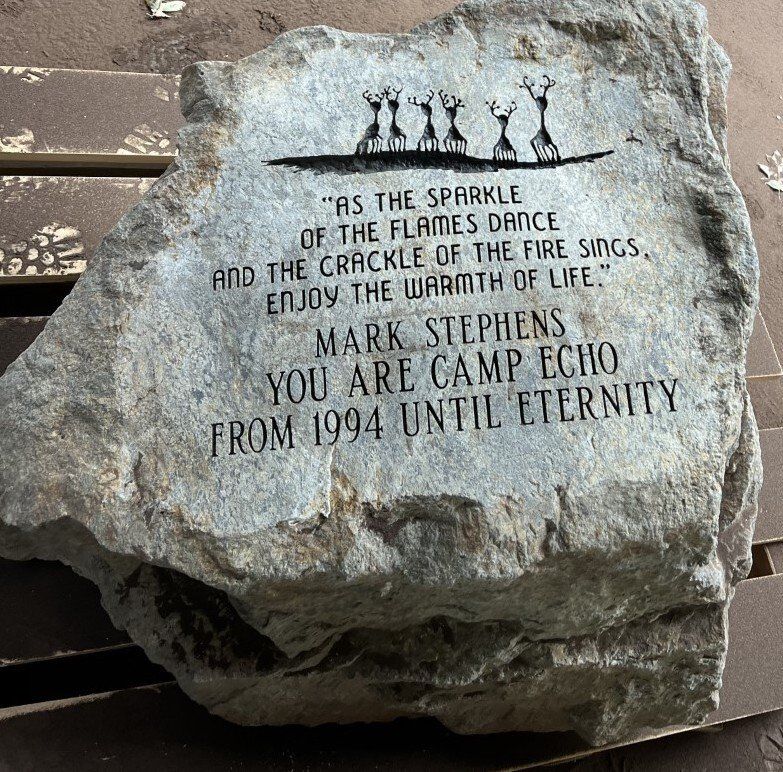 “AS THE SPARKLE
OF THE FLAMES DANCE
AND THE CRACKLE OF THE FIRE SINGS,
ENJOY THE WARMTH OF LIFE.”
MARK STEPHENS
YOU ARE CAMP ECHO
FROM 1994 UNTIL ETERNITY